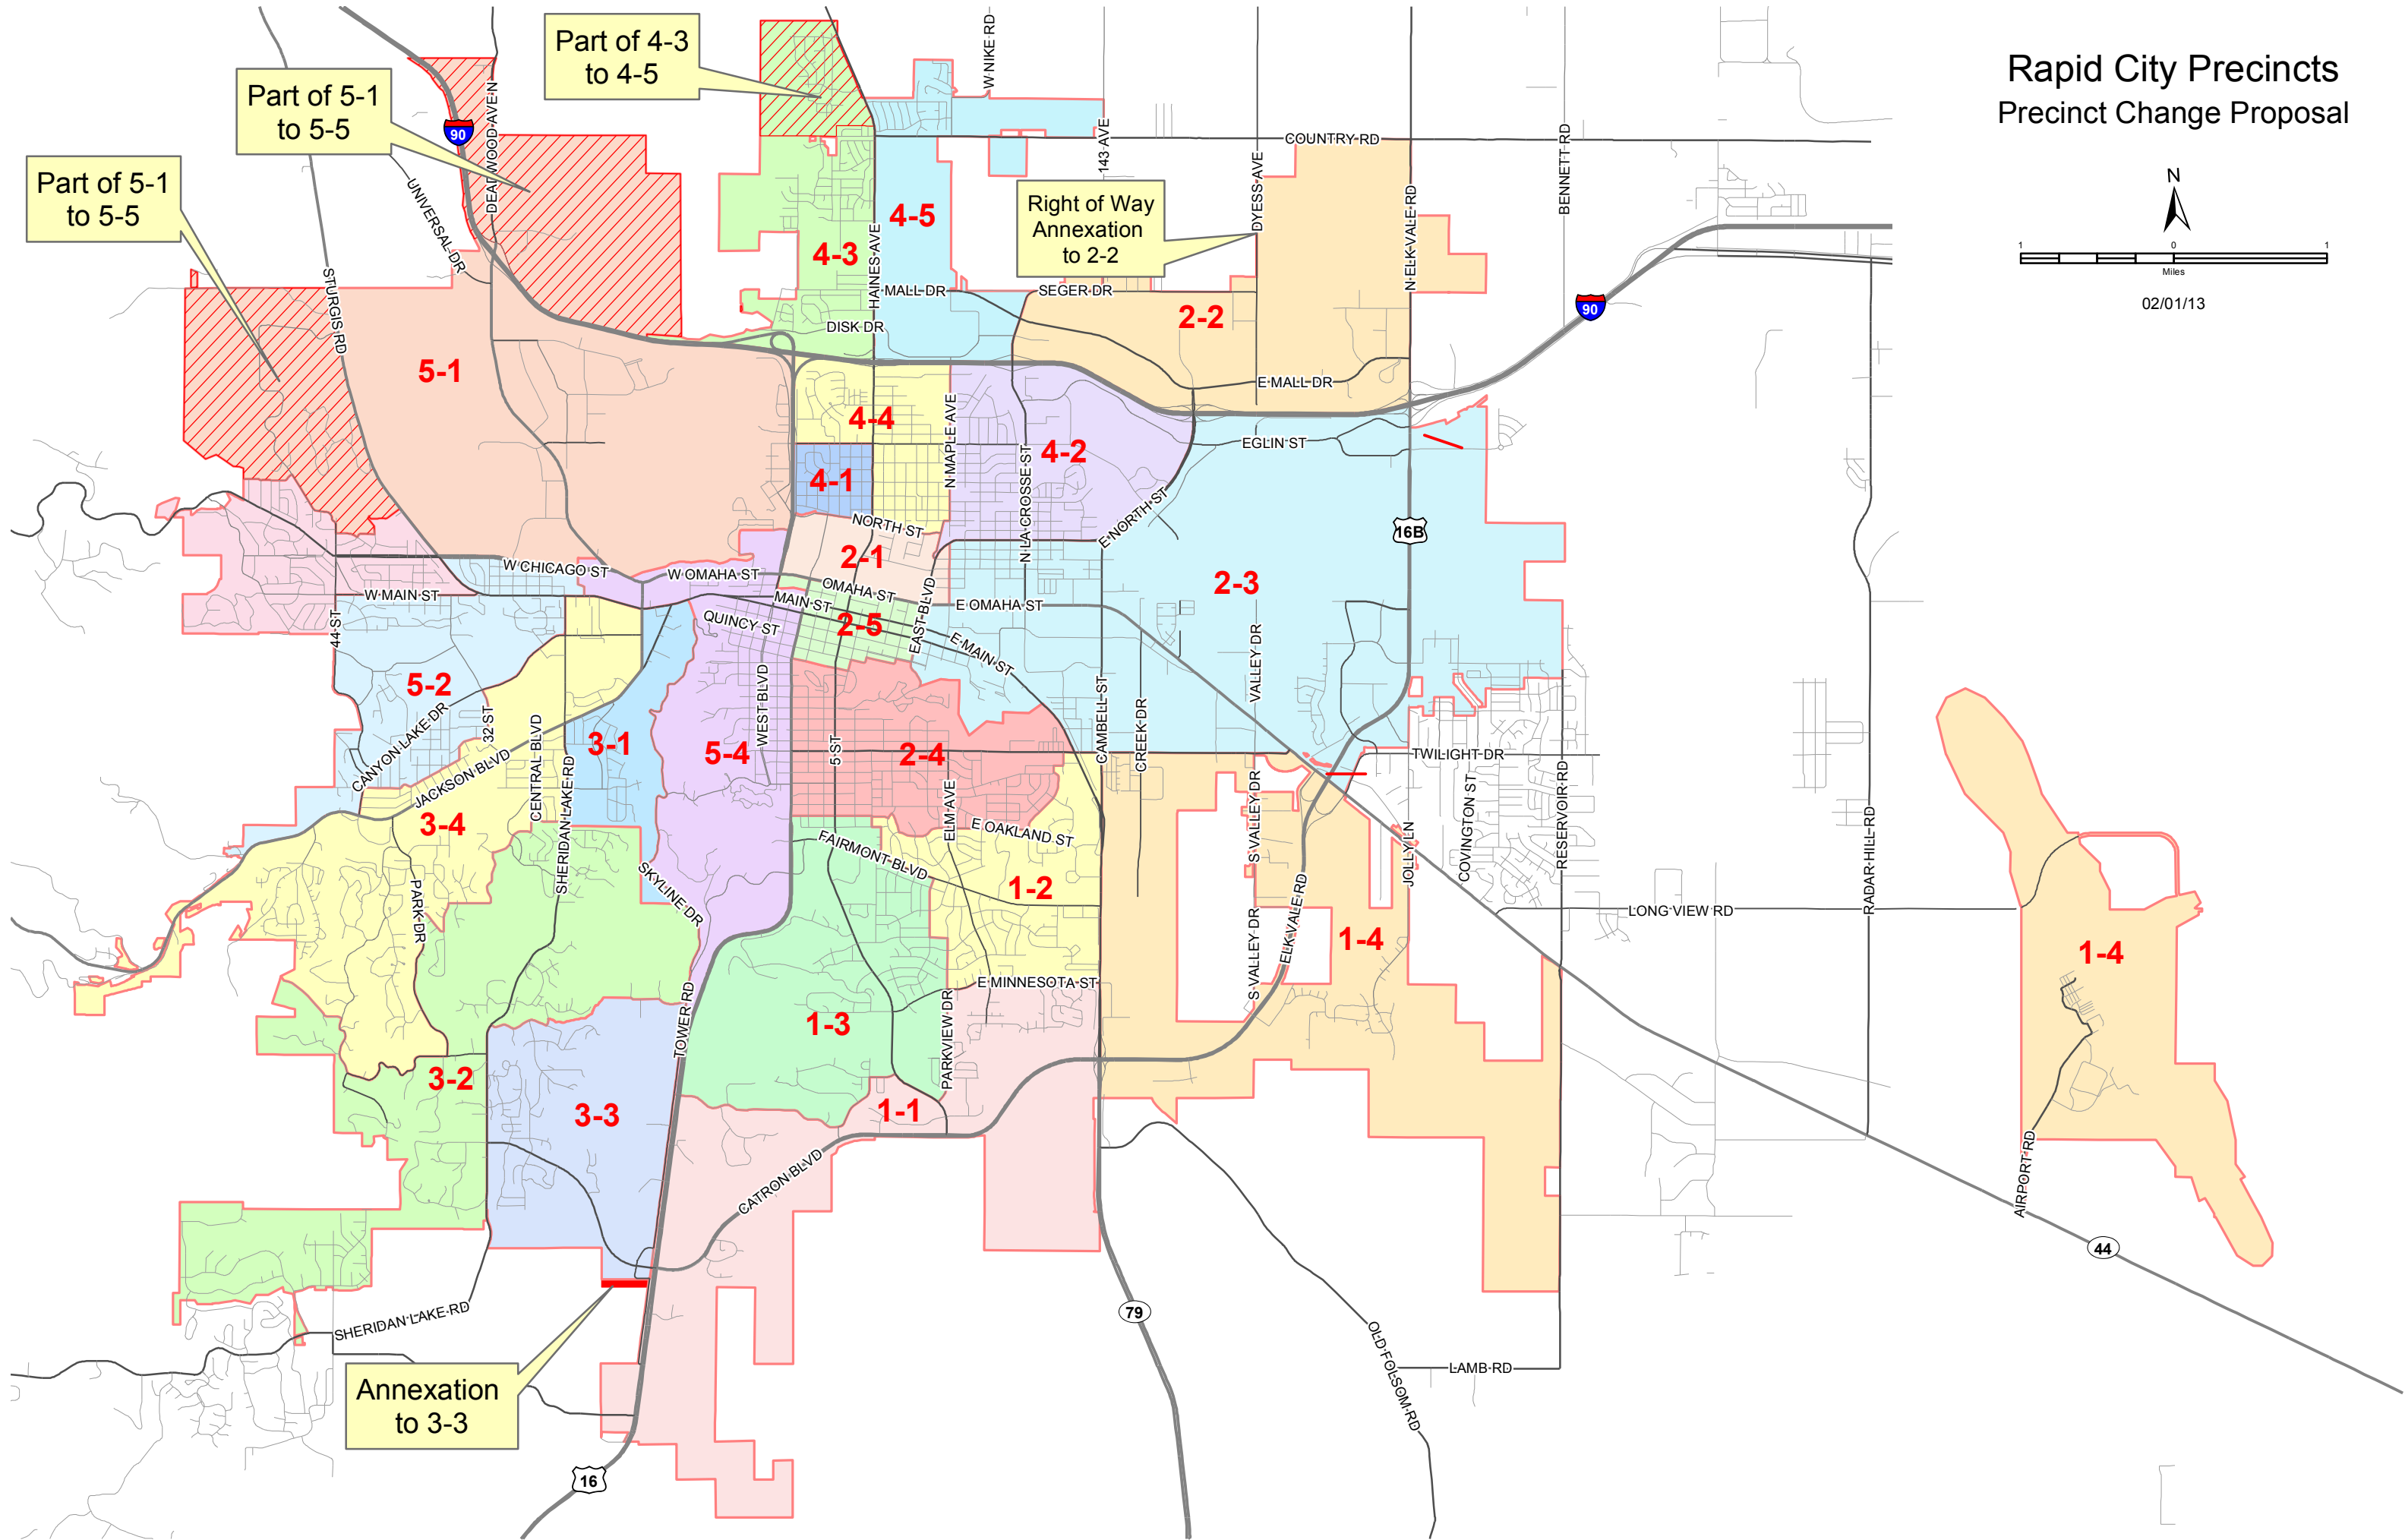 Rapid City Precincts
Precinct Change Proposal
N
1
0
1
Miles
02/01/13
Part of 4-3
to 4-5
Part of 5-1
to 5-5
Part of 5-1
to 5-5
Right of Way
Annexation
to 2-2
Annexation
to 3-3
90
90
16B
44
79
16
5-1
4-3
4-5
2-2
4-4
4-1
4-2
2-1
2-5
2-3
5-2
3-1
5-4
2-4
3-4
1-2
1-3
1-4
1-4
3-2
3-3
1-1
W NIKE RD
DEADWOOD AVE N
UNIVERSAL DR
STURGIS RD
HAINES AVE
143 AVE
COUNTRY RD
DYESS AVE
N ELK VALE RD
BENNETT RD
MALL DR
SEGER DR
DISK DR
E MALL DR
EGLIN ST
N MAPLE AVE
N LA CROSSE ST
E NORTH ST
NORTH ST
W CHICAGO ST
W OMAHA ST
OMAHA ST
W MAIN ST
MAIN ST
QUINCY ST
EAST BLVD
E OMAHA ST
E MAIN ST
44 ST
WEST BLVD
5 ST
CAMBELL ST
CREEK DR
VALLEY DR
TWILIGHT DR
CANYON LAKE DR
32 ST
JACKSON BLVD
CENTRAL BLVD
SHERIDAN LAKE RD
SKYLINE DR
PARK DR
ELM AVE
E OAKLAND ST
FAIRMONT BLVD
S VALLEY DR
S VALLEY DR
ELK VALE RD
JOLLY LN
COVINGTON ST
RESERVOIR RD
RADAR HILL RD
LONG VIEW RD
E MINNESOTA ST
PARKVIEW DR
TOWER RD
CATRON BLVD
SHERIDAN LAKE RD
OLD FOLSOM RD
LAMB RD
AIRPORT RD